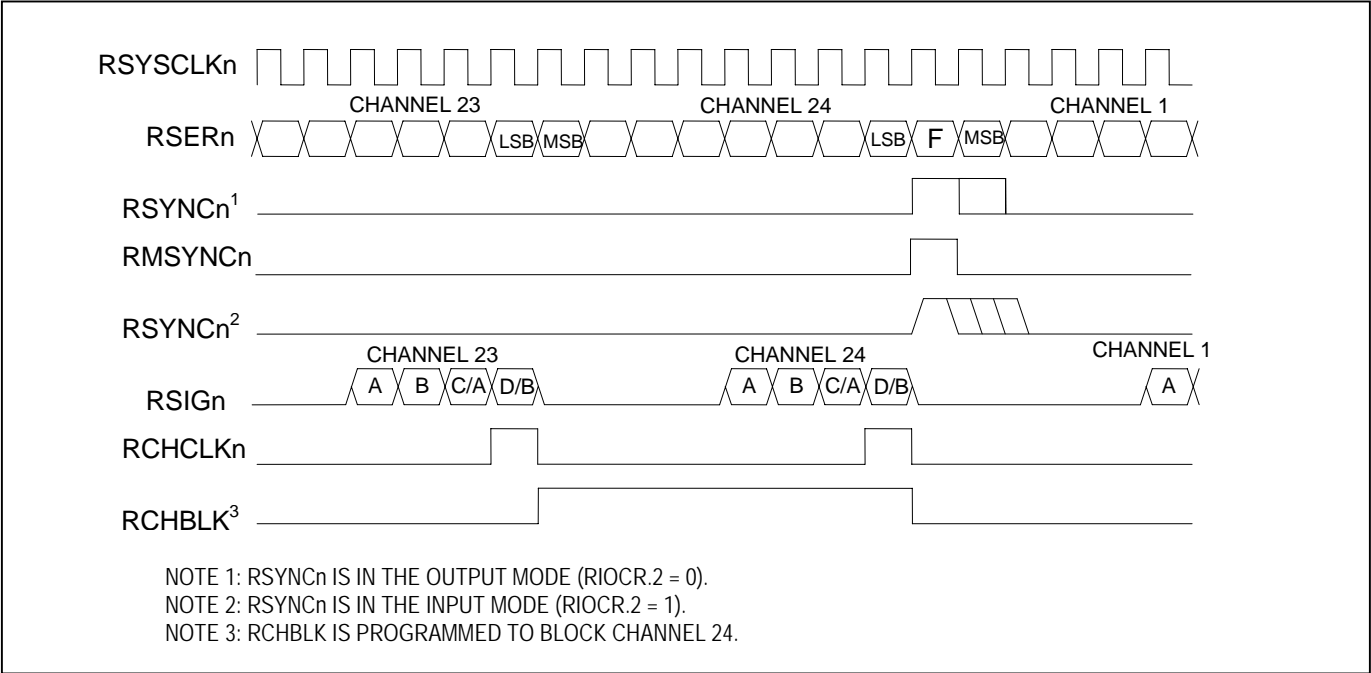 RSYSCLKn
CHANNEL 23 CHANNEL 24 CHANNEL 1
RSERn LSB MSB LSB F MSB
RSYNCn1
RMSYNCn
RSYNCn2
CHANNEL 23 CHANNEL 24 CHANNEL 1
RSIGn A B C/A D/B A B C/A D/B A
RCHCLKn
RCHBLK3
NOTE 1: RSYNCn IS IN THE OUTPUT MODE (RIOCR.2 = 0).
NOTE 2: RSYNCn IS IN THE INPUT MODE (RIOCR.2 = 1).
NOTE 3: RCHBLK IS PROGRAMMED TO BLOCK CHANNEL 24.